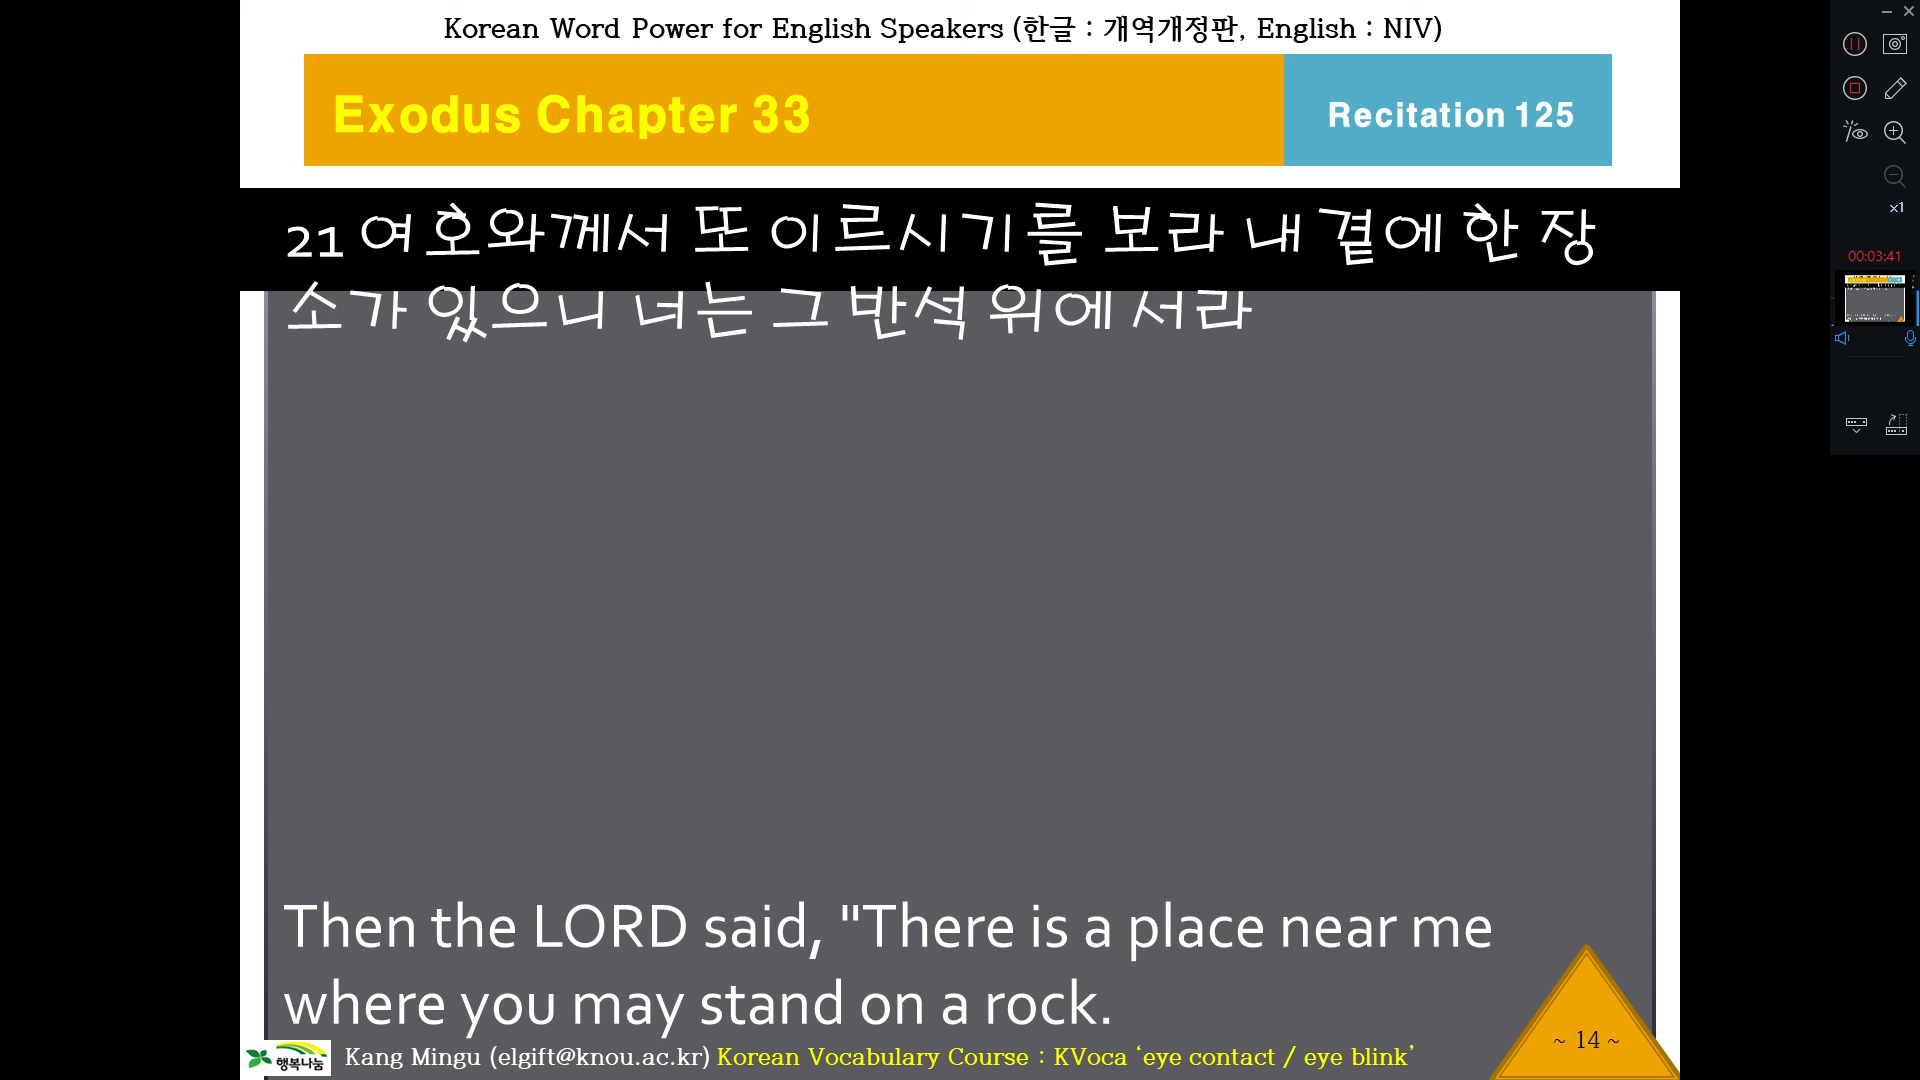 Korean Word Power for English Speakers (한글 : 개역개정판, English : NIV)
Exodus Chapter 33
Recitation 125
21 여호와께서 또 이르시기를 보라 내 곁에 한 장
소가 있으니 너는 그 반석 위에 서라
Then the LORD said, "There is a place near me
where you may stand on a rock.
~ 14 ~
행복나눔
Kang Mingu (elgift@knou.ac.kr) Korean Vocabulary Course : KVoca ‘eye contact / eye blink’
x1
00:03:41